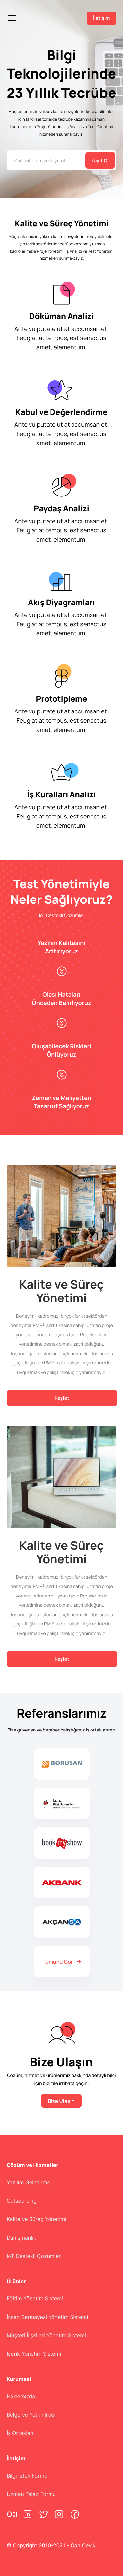 İletişim
Bilgi
Teknolojilerinde
23 Yıllık Tecrübe
Müşterilerimizin yüksek kalite seviyelerini konuşabilmeleri
için farklı sektörlerde tecrübe kazanmış uzman
kadrolarımızla Proje Yönetimi, İş Analizi ve Test Yönetimi
hizmetleri sunmaktayız.
Mail bültenimize kayıt ol
Kayıt Ol
Kalite ve Süreç Yönetimi
Müşterilerimizin yüksek kalite seviyelerini konuşabilmeleri
için farklı sektörlerde tecrübe kazanmış uzman
kadrolarımızla Proje Yönetimi, İş Analizi ve Test Yönetimi
hizmetleri sunmaktayız.
Döküman Analizi
Ante vulputate ut at accumsan et.
Feugiat at tempus, est senectus
amet, elementum.
Kabul ve Değerlendirme
Ante vulputate ut at accumsan et.
Feugiat at tempus, est senectus
amet, elementum.
Paydaş Analizi
Ante vulputate ut at accumsan et.
Feugiat at tempus, est senectus
amet, elementum.
Akış Diyagramları
Ante vulputate ut at accumsan et.
Feugiat at tempus, est senectus
amet, elementum.
Prototipleme
Ante vulputate ut at accumsan et.
Feugiat at tempus, est senectus
amet, elementum.
İş Kuralları Analizi
Ante vulputate ut at accumsan et.
Feugiat at tempus, est senectus
amet, elementum.
Test Yönetimiyle
Neler Sağlıyoruz?
IoT Destekli Çözümler
Yazılım Kalitesini
Arttırıyoruz
Olası Hataları
Önceden Belirliyoruz
Oluşabilecek Riskleri
Önlüyoruz
Zaman ve Maliyetten
Tasarruf Sağlıyoruz
Kalite ve Süreç
Yönetimi
Deneyimli kadromuz, birçok farklı sektörden
deneyimli, PMP® sertifikasına sahip, uzman proje
yöneticilerinden oluşmaktadır. Projelerinizin
yönetimine destek olmak, zayıf olduğunu
düşündüğünüz alanları güçlendirmek, uluslararası
geçerliliği olan PMI® metodolojisini şirketinizde
uygulamak ve geliştirmek için yanınızdayız.
Keşfet
Kalite ve Süreç
Yönetimi
Deneyimli kadromuz, birçok farklı sektörden
deneyimli, PMP® sertifikasına sahip, uzman proje
yöneticilerinden oluşmaktadır. Projelerinizin
yönetimine destek olmak, zayıf olduğunu
düşündüğünüz alanları güçlendirmek, uluslararası
geçerliliği olan PMI® metodolojisini şirketinizde
uygulamak ve geliştirmek için yanınızdayız.
Keşfet
Referanslarımız
Bize güvenen ve beraber çalıştığımız iş ortaklarımız
BORUSAN
book my show
AKBANK
AKÇANSA
Tümünü Gör
Bize Ulaşın
Çözüm, hizmet ve ürünlerimiz hakkında detaylı bilgi
için bizimle irtibata geçin.
Bize Ulaşın
Çözüm ve Hizmetler
Yazılım Geliştirme
Outsourcing
Kalite ve Süreç Yönetimi
Danışmanlık
IoT Destekli Çözümler
Ürünler
Eğitim Yönetim Sistemi
İnsan Sermayesi Yönetim Sistemi
Müşteri İlişkileri Yönetim Sistemi
İçerik Yönetim Sistemi
Kurumsal
Hakkımızda
Belge ve Yetkinlikler
İş Ortakları
İletişim
Bilgi İstek Formu
Uzman Talep Formu
© Copyright 2010-2021 - Can Çevik